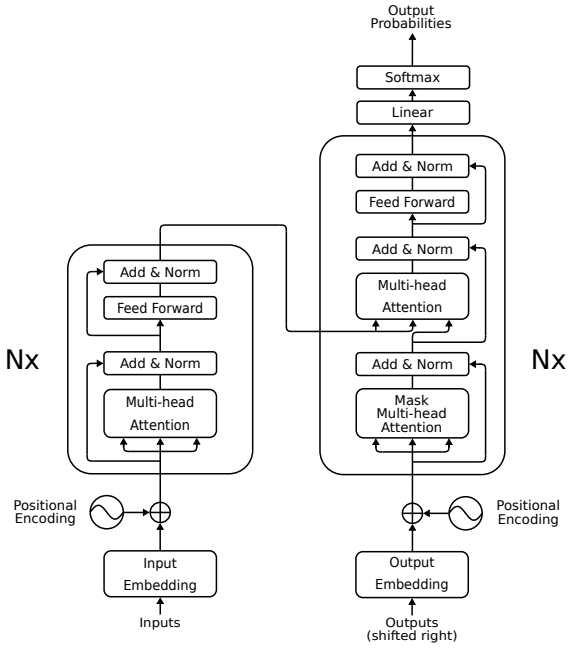 Output
Probabilities
Softmax
Linear
Add & Norm
Feed Forward
Add & Norm
Multi-head
Attention
Add & Norm
Mask
Multi-head
Attention
Nx
Positional
Encoding
Output
Embedding
Outputs
(shifted right)
Add & Norm
Feed Forward
Add & Norm
Multi-head
Attention
Nx
Positional
Encoding
Input
Embedding
Inputs